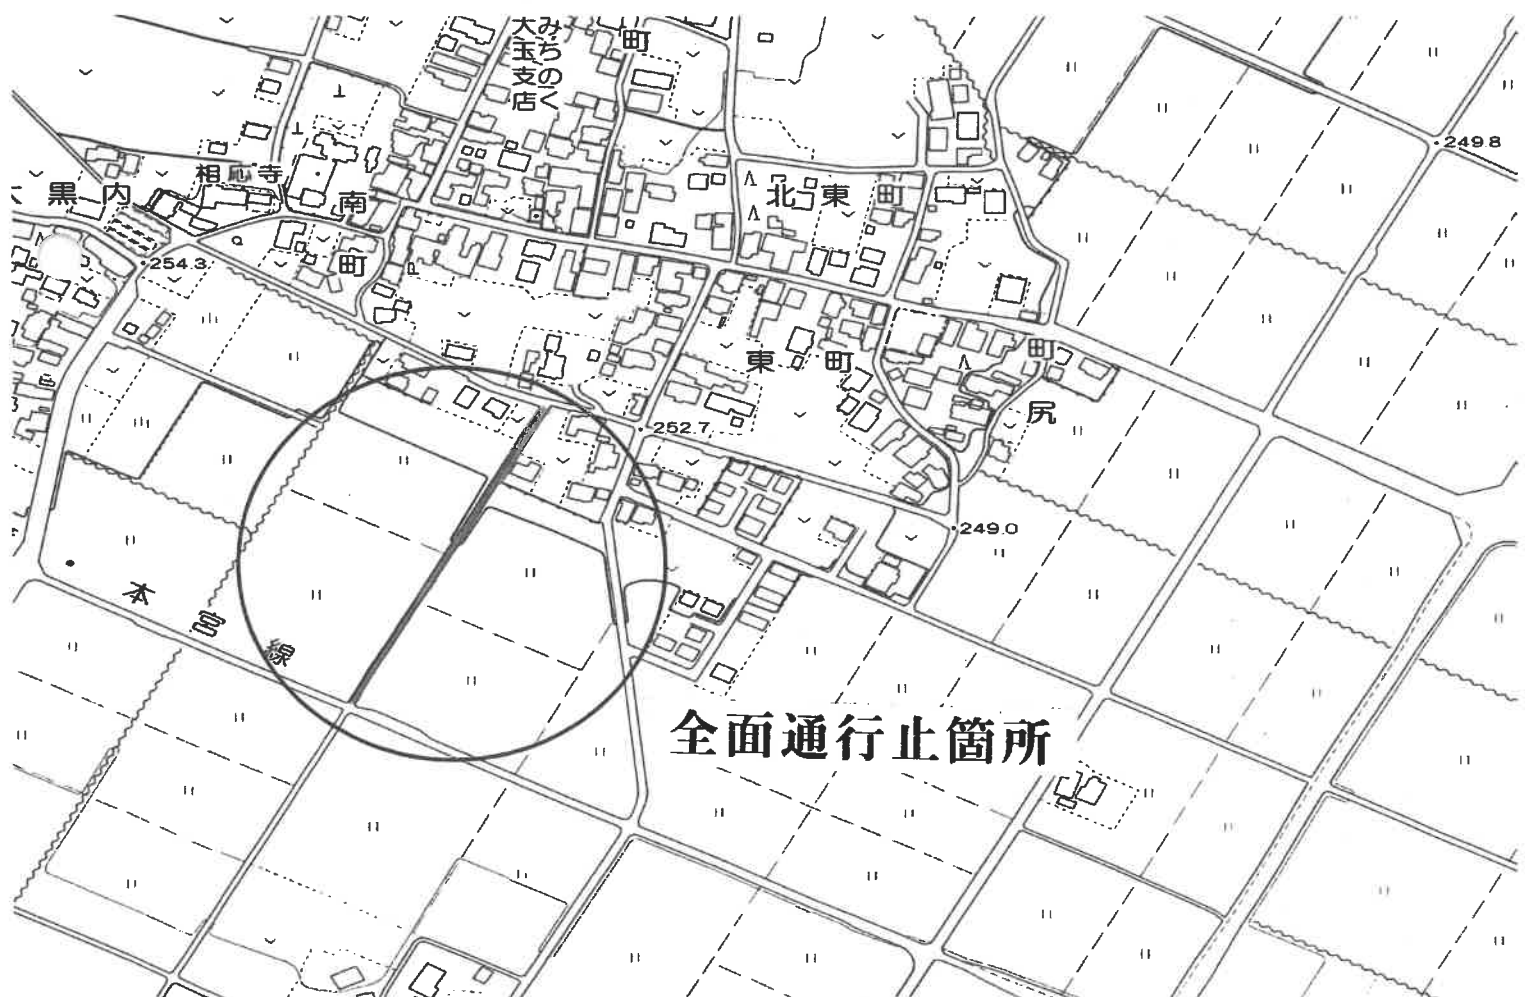 みちのく
大玉支店
町
249.8
相応寺
黒内
南
町
北東
町
P
254.3
東町
町
尻
252.7
249.0
本宮線
全面通行止箇所